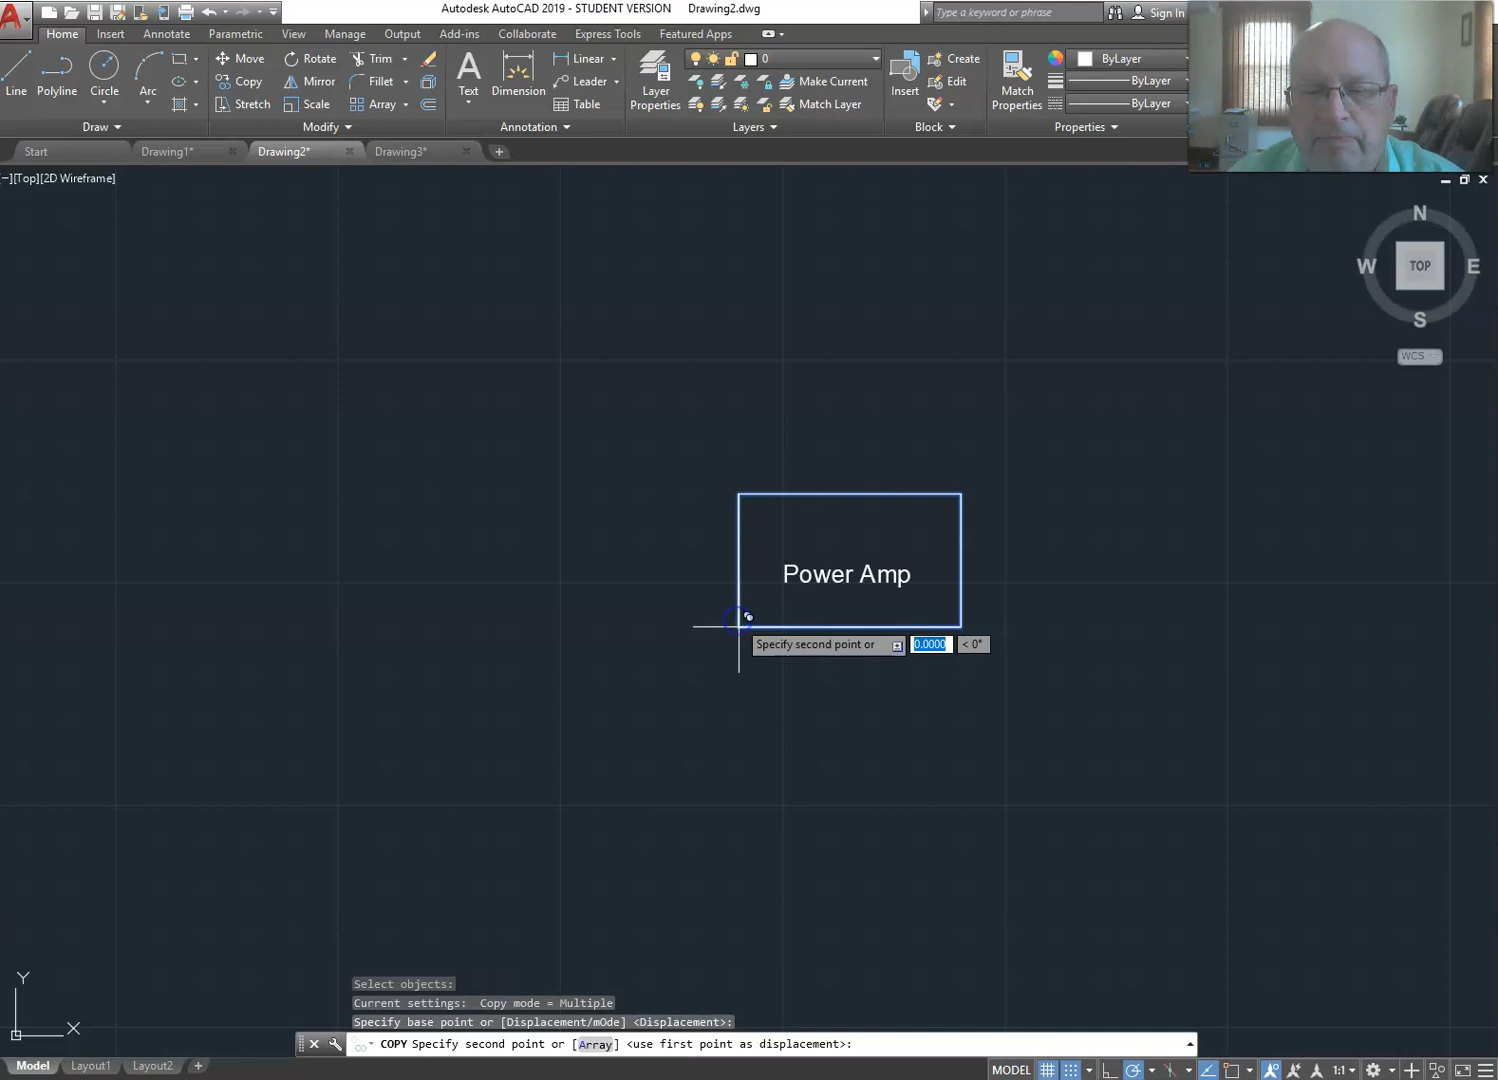 Autodesk AutoCAD 2019 - STUDENT VERSION Drawing2.dwg
Type a keyword or phrase
Sign In
Home Insert Annotate Parametric View Manage Output Add-ins Collaborate Express Tools Featured Apps
Move Rotate Trim Linear 0 Create ByLayer
Copy Mirror Fillet Leader Make Current Edit ByLayer
Line Polyline Circle Arc Text Dimension Layer Properties Insert Match Properties
Stretch Scale Array Table Match Layer ByLayer
Draw Modify Annotation Layers Block Properties
Start Drawing1* Drawing2* Drawing3*
[−][Top][2D Wireframe]
N
W TOP E
S
WCS
Power Amp
Specify second point or 0.0000 < 0°
Y
X
Select objects:
Current settings: Copy mode = Multiple
Specify base point or [Displacement/mOde] <Displacement>:
COPY Specify second point or [Array] <use first point as displacement>:
Model Layout1 Layout2 MODEL 1:1